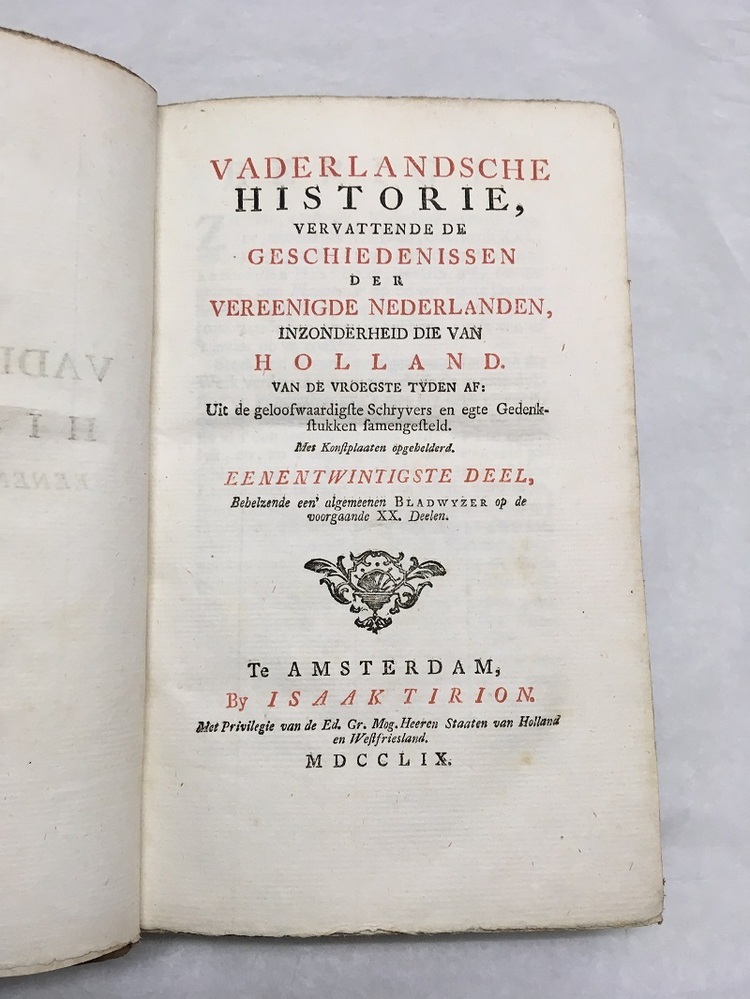 VADERLANDSCHE
HISTORIE,
VERVATTENDE DE
GESCHIEDENISSEN
DER
VEREENIGDE NEDERLANDEN,
INZONDERHEID DIE VAN
HOLLAND.
VAN DE VROEGSTE TYDEN AF:
Uit de geloofwaardigſte Schryvers en egte Gedenk-
ſtukken ſamengeſteld.
Met Konſtplaaten opgehelderd.
EENENTWINTIGSTE DEEL,
Behelzende een' algemeenen BLADWYZER op de
voorgaande XX. Deelen.
Te AMSTERDAM,
By ISAAK TIRION.
Met Privilegie van de Ed. Gr. Mog. Heeren Staaten van Holland
en Weſtfriesland.
MDCCLIX.